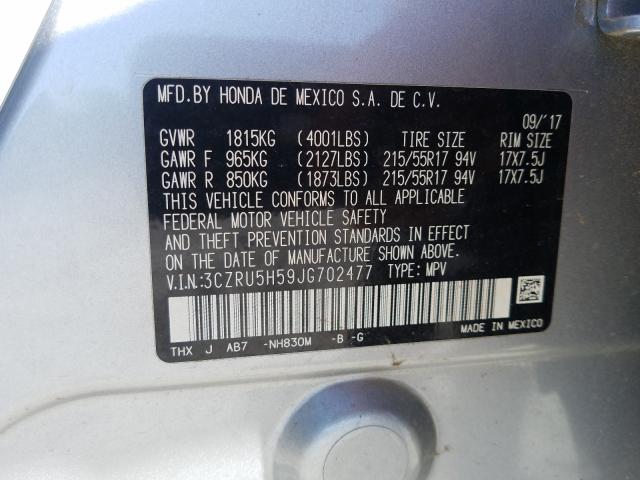 MFD.BY HONDA DE MEXICO S.A. DE C.V.
09/'17
GVWR 1815KG (4001LBS) TIRE SIZE RIM SIZE
GAWR F 965KG (2127LBS) 215/55R17 94V 17X7.5J
GAWR R 850KG (1873LBS) 215/55R17 94V 17X7.5J
THIS VEHICLE CONFORMS TO ALL APPLICABLE
FEDERAL MOTOR VEHICLE SAFETY
AND THEFT PREVENTION STANDARDS IN EFFECT
ON THE DATE OF MANUFACTURE SHOWN ABOVE.
V.I.N:3CZRU5H59JG702477 TYPE: MPV
THX J AB7 -NH830M -B -G
MADE IN MEXICO